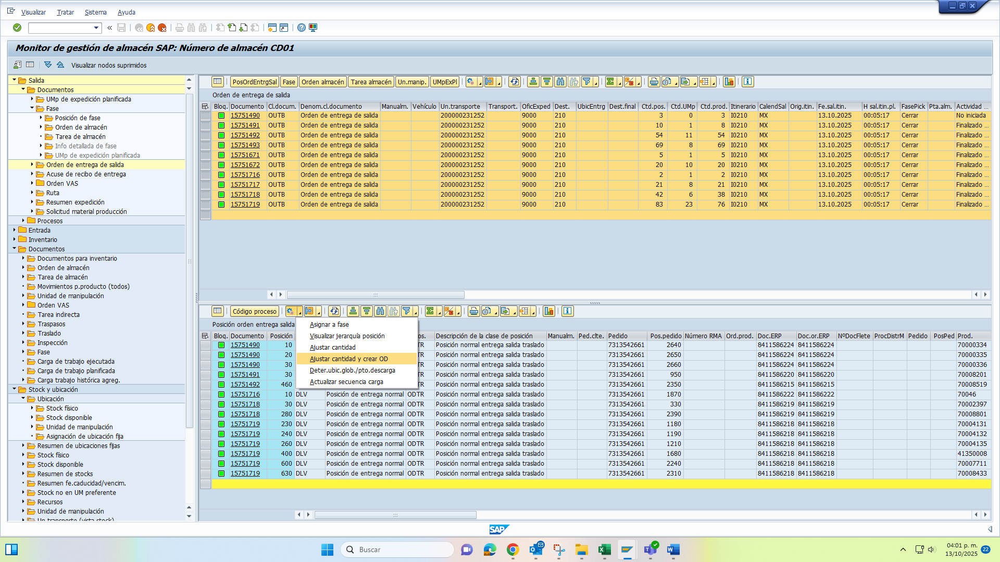 Visualizar Tratar Sistema Ayuda
Monitor de gestión de almacén SAP: Número de almacén CD01
Visualizar nodos suprimidos
Salida
Documentos
UMp de expedición planificada
Fase
Posición de fase
Orden de almacén
Tarea de almacén
Info detallada de fase
UMp de expedición planificada
Orden de entrega de salida
Acuse de recibo de entrega
Orden VAS
Ruta
Resumen expedición
Solicitud material producción
Procesos
Entrada
Inventario
Documentos
Documentos para inventario
Orden de almacén
Tarea de almacén
Movimientos p.producto (todos)
Unidad de manipulación
Orden VAS
Tarea indirecta
Traspasos
Traslado
Inspección
Fase
Carga de trabajo ejecutada
Carga de trabajo planificada
Carga trabajo histórica agreg.
Stock y ubicación
Ubicación
Stock físico
Stock disponible
Unidad de manipulación
Asignación de ubicación fija
Resumen de ubicaciones fijas
Stock físico
Stock disponible
Resumen de stocks
Resumen fe.caducidad/vencim.
Stock no en UM preferente
Recursos
Unidad de manipulación
Un.transporte (vista stock)
PosOrdEntrgSal Fase Orden almacén Tarea almacén Un.manip. UMpExPl
Orden de entrega de salida
Bloq. Documento Cl.docum. Denom.cl.documento Manualm. Vehículo Un.transporte Transport. OficExped Dest. UbicEntrg Dest.final Ctd.pos. Ctd.UMp Ctd.prod. Itinerario CalendSal Orig.itin. Fe.sal.itin. H sal.itin.pl. FasePick Pta.alm. Actividad ...
15751490 OUTB Orden de entrega de salida 200000231252 9000 210 3 0 3 I0210 MX 13.10.2025 00:05:17 Cerrar No iniciada
15751491 OUTB Orden de entrega de salida 200000231252 9000 210 10 1 8 I0210 MX 13.10.2025 00:05:17 Cerrar Finalizado ...
15751492 OUTB Orden de entrega de salida 200000231252 9000 210 54 11 54 I0210 MX 13.10.2025 00:05:17 Cerrar Finalizado ...
15751493 OUTB Orden de entrega de salida 200000231252 9000 210 69 8 69 I0210 MX 13.10.2025 00:05:17 Cerrar Finalizado ...
15751671 OUTB Orden de entrega de salida 200000231252 9000 210 5 1 5 I0210 MX 13.10.2025 00:05:17 Cerrar Finalizado ...
15751672 OUTB Orden de entrega de salida 200000231252 9000 210 20 10 20 I0210 MX 13.10.2025 00:05:17 Cerrar Finalizado ...
15751716 OUTB Orden de entrega de salida 200000231252 9000 210 2 1 2 I0210 MX 13.10.2025 00:05:17 Cerrar Finalizado ...
15751717 OUTB Orden de entrega de salida 200000231252 9000 210 21 8 21 I0210 MX 13.10.2025 00:05:17 Cerrar Finalizado ...
15751718 OUTB Orden de entrega de salida 200000231252 9000 210 42 6 38 I0210 MX 13.10.2025 00:05:17 Cerrar Finalizado ...
15751719 OUTB Orden de entrega de salida 200000231252 9000 210 83 23 76 I0210 MX 13.10.2025 00:05:17 Cerrar Finalizado ...
Código proceso
Posición orden entrega salida
Asignar a fase
Visualizar jerarquía posición
Ajustar cantidad
Ajustar cantidad y crear OD
Deter.ubic.glob./pto.descarga
Actualizar secuencia carga
Bloq. Documento Posición os. Descripción de la clase de posición Manualm. Ped.clte. Pedido Pos.pedido Número RMA Ord.prod. Doc.ERP Doc.or.ERP NºDocFlete ProcDistrM Pedido PosPed Prod.
15751490 10 TR Posición normal entrega salida traslado 7313542661 2640 8411586224 8411586224 70000334
15751490 20 TR Posición normal entrega salida traslado 7313542661 2650 8411586224 8411586224 70000335
15751490 30 TR Posición normal entrega salida traslado 7313542661 2660 8411586224 8411586224 70000336
15751491 30 TR Posición normal entrega salida traslado 7313542661 950 8411586220 8411586220 70008201
15751492 460 TR Posición normal entrega salida traslado 7313542661 2350 8411586215 8411586215 70008519
15751716 10 DLV Posición de entrega normal ODTR Posición normal entrega salida traslado 7313542661 1870 8411586222 8411586222 70046
15751718 30 DLV Posición de entrega normal ODTR Posición normal entrega salida traslado 7313542661 330 8411586219 8411586219 70002397
15751718 280 DLV Posición de entrega normal ODTR Posición normal entrega salida traslado 7313542661 2390 8411586219 8411586219 70008801
15751719 230 DLV Posición de entrega normal ODTR Posición normal entrega salida traslado 7313542661 1180 8411586218 8411586218 70004131
15751719 240 DLV Posición de entrega normal ODTR Posición normal entrega salida traslado 7313542661 1190 8411586218 8411586218 70004132
15751719 260 DLV Posición de entrega normal ODTR Posición normal entrega salida traslado 7313542661 1210 8411586218 8411586218 70004135
15751719 400 DLV Posición de entrega normal ODTR Posición normal entrega salida traslado 7313542661 1680 8411586218 8411586218 41350008
15751719 600 DLV Posición de entrega normal ODTR Posición normal entrega salida traslado 7313542661 2240 8411586218 8411586218 70007711
15751719 630 DLV Posición de entrega normal ODTR Posición normal entrega salida traslado 7313542661 2310 8411586218 8411586218 70008433
SAP
Buscar
04:01 p. m.
13/10/2025
22